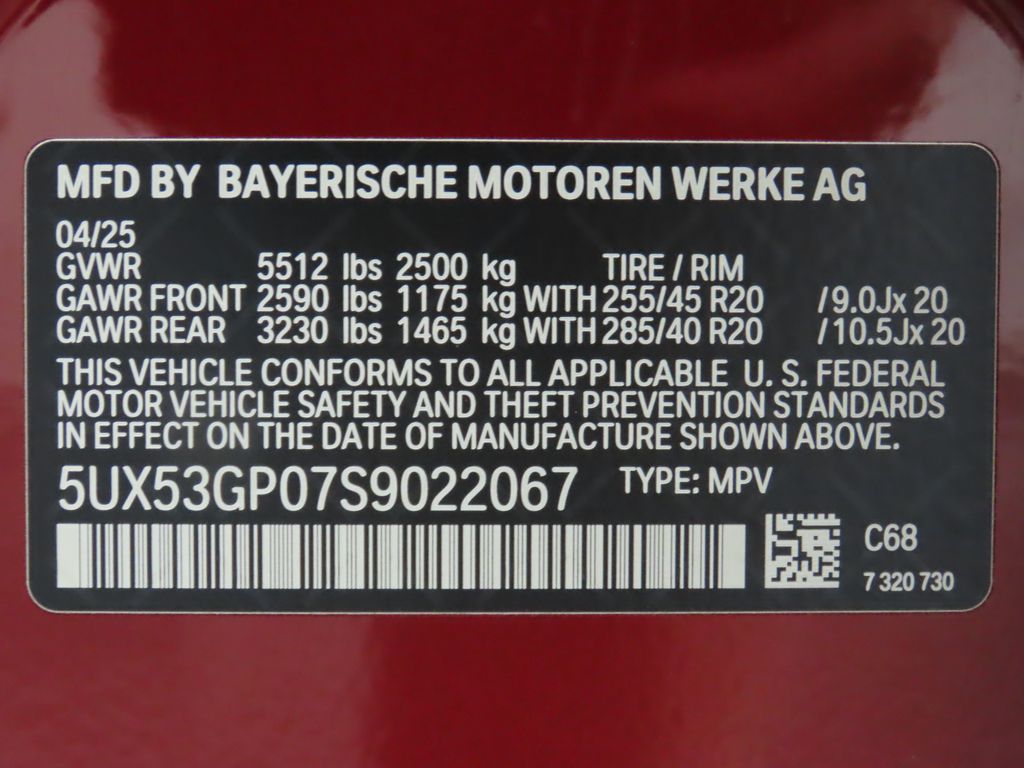 MFD BY BAYERISCHE MOTOREN WERKE AG
04/25
GVWR 5512 lbs 2500 kg TIRE / RIM
GAWR FRONT 2590 lbs 1175 kg WITH 255/45 R20 /9.0Jx 20
GAWR REAR 3230 lbs 1465 kg WITH 285/40 R20 /10.5Jx 20
THIS VEHICLE CONFORMS TO ALL APPLICABLE U. S. FEDERAL
MOTOR VEHICLE SAFETY AND THEFT PREVENTION STANDARDS
IN EFFECT ON THE DATE OF MANUFACTURE SHOWN ABOVE.
5UX53GP07S9022067 TYPE: MPV
C68
7 320 730